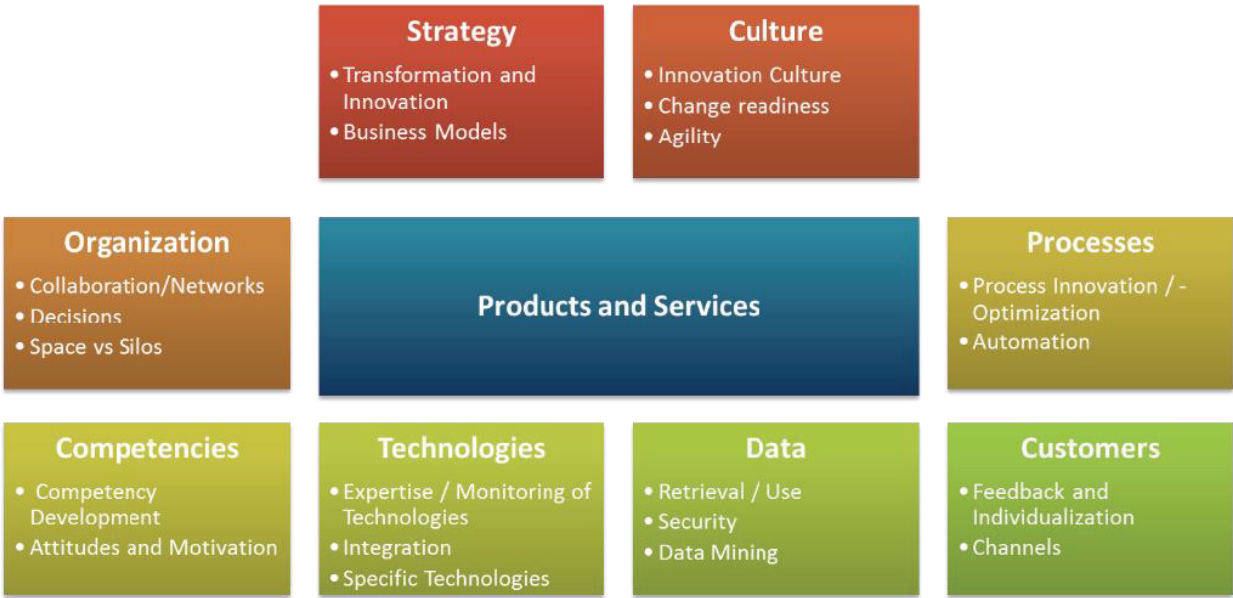 Strategy
• Transformation and
Innovation
• Business Models
Culture
• Innovation Culture
• Change readiness
• Agility
Organization
• Collaboration/Networks
• Decisions
• Space vs Silos
Products and Services
Processes
• Process Innovation / -
Optimization
• Automation
Competencies
• Competency
Development
• Attitudes and Motivation
Technologies
• Expertise / Monitoring of
Technologies
• Integration
• Specific Technologies
Data
• Retrieval / Use
• Security
• Data Mining
Customers
• Feedback and
Individualization
• Channels